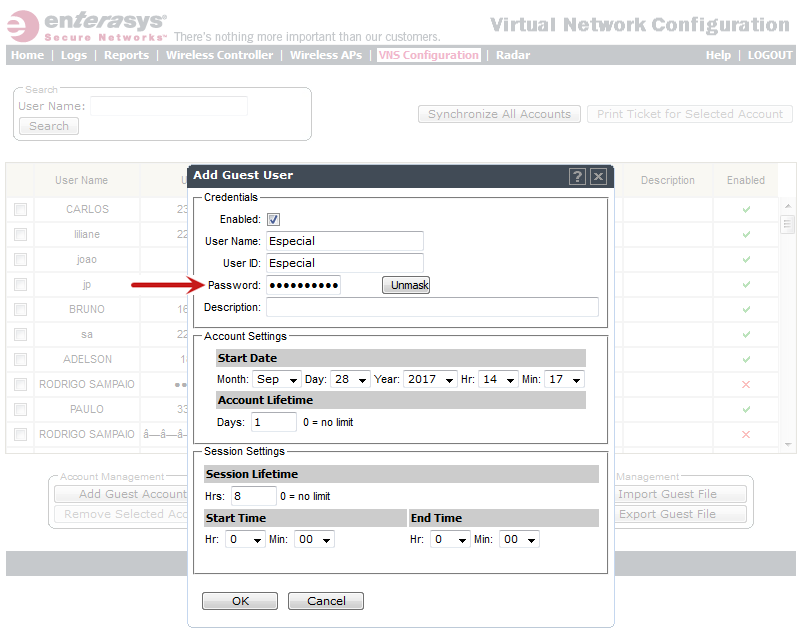 enterasys®
Secure Networks™ There's nothing more important than our customers.
Virtual Network Configuration
Home | Logs | Reports | Wireless Controller | Wireless APs | VNS Configuration | Radar
Help | LOGOUT
Search
User Name:
Search
Synchronize All Accounts
Print Ticket for Selected Account
User Name
U
Description
Enabled
CARLOS
23
liliane
22
joao
jp
BRUNO
16
sa
22
ADELSON
1
RODRIGO SAMPAIO
●●
PAULO
33
RODRIGO SAMPAIO
â—â—â-
Add Guest User
?
Credentials
Enabled:
User Name: Especial
User ID: Especial
Password: ●●●●●●●●●●
Unmask
Description:
Account Settings
Start Date
Month: Sep Day: 28 Year: 2017 Hr: 14 Min: 17
Account Lifetime
Days: 1 0 = no limit
Session Settings
Session Lifetime
Hrs: 8 0 = no limit
Start Time
End Time
Hr: 0 Min: 00
Hr: 0 Min: 00
OK
Cancel
Account Management
Add Guest Account
Remove Selected Acc
Management
Import Guest File
Export Guest File